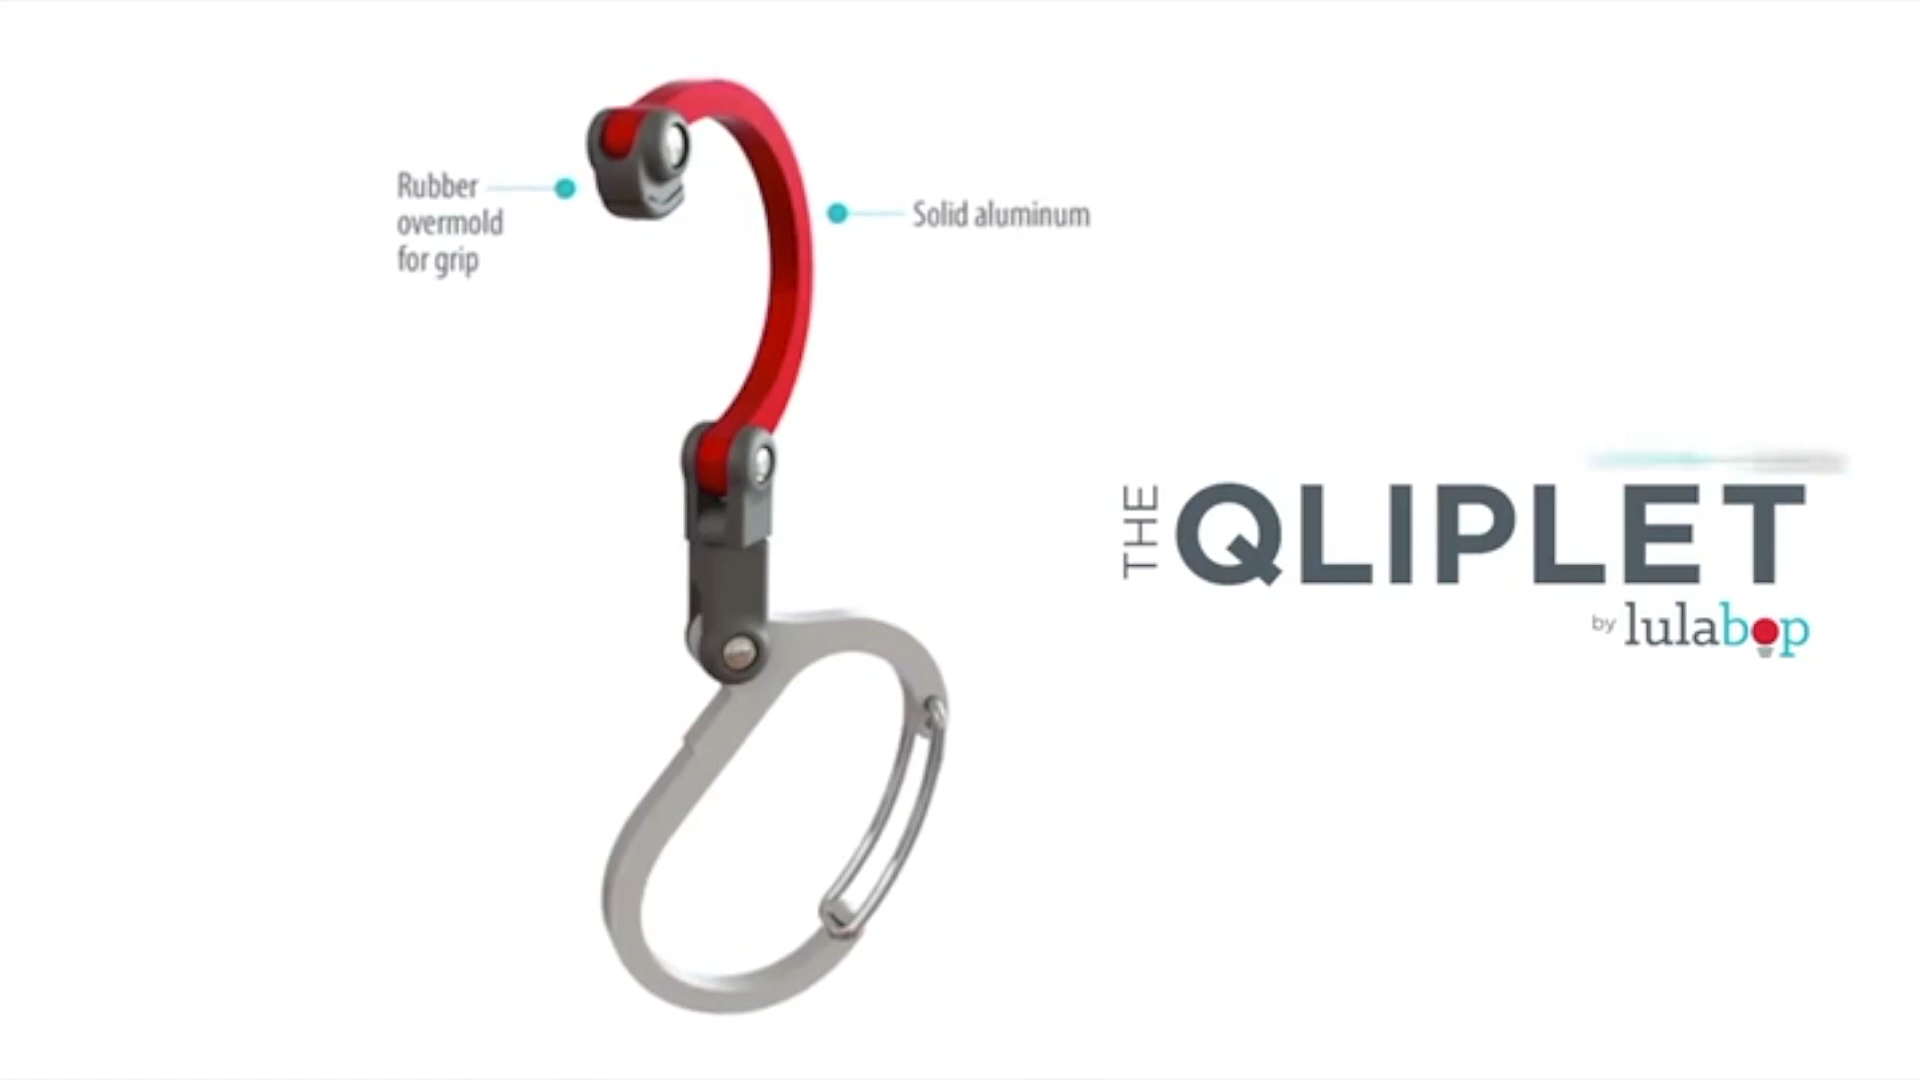 Rubber
overmold
for grip
Solid aluminum
THE QLIPLET
by lulabop